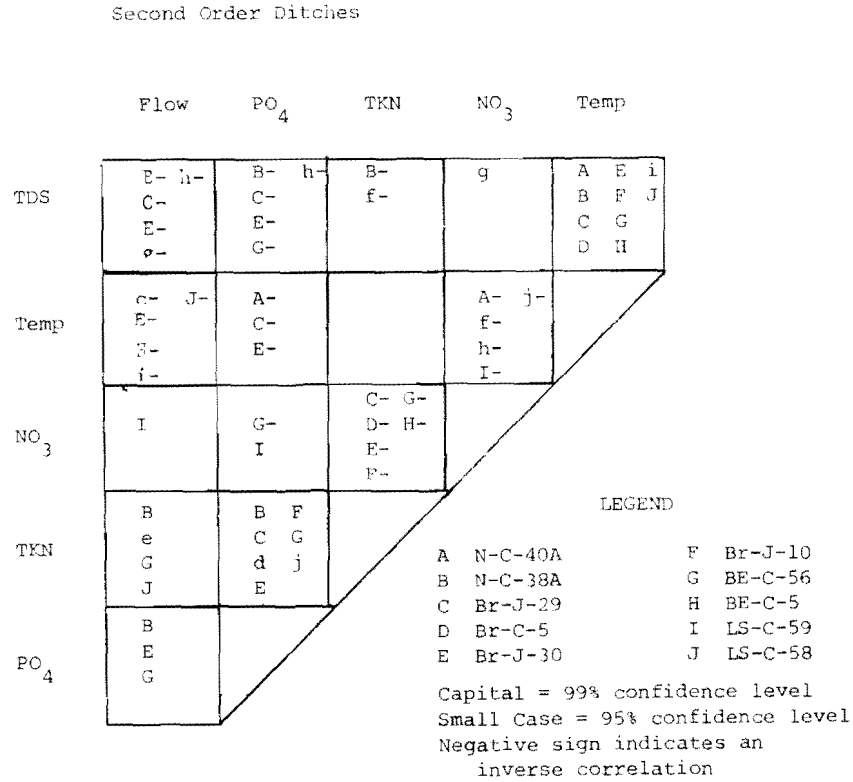 Second Order Ditches
Flow PO4 TKN NO3 Temp
TDS
E- h-
C-
E-
B- h-
C-
E-
G-
B-
f-
g
A E i
B F J
C G
D H
Temp
c- J-
E-
F-
i-
A-
C-
E-
A- j-
f-
h-
I-
NO3
I
G-
I
C- G-
D- H-
E-
F-
TKN
B
e
G
J
B F
C G
d j
E
PO4
B
E
G
LEGEND
A N-C-40A F Br-J-10
B N-C-38A G BE-C-56
C Br-J-29 H BE-C-5
D Br-C-5 I LS-C-59
E Br-J-30 J LS-C-58
Capital = 99% confidence level
Small Case = 95% confidence level
Negative sign indicates an
inverse correlation